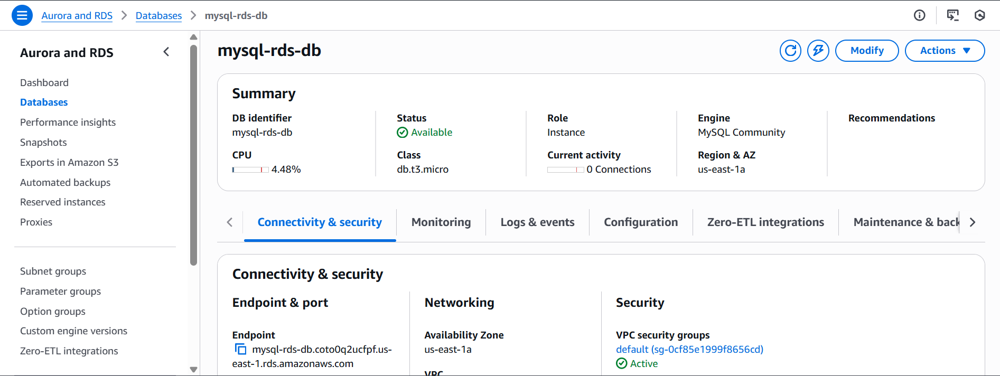 Aurora and RDS > Databases > mysql-rds-db
Aurora and RDS
Dashboard
Databases
Performance insights
Snapshots
Exports in Amazon S3
Automated backups
Reserved instances
Proxies
Subnet groups
Parameter groups
Option groups
Custom engine versions
Zero-ETL integrations
mysql-rds-db
Modify
Actions
Summary
DB identifier
mysql-rds-db
Status
Available
Role
Instance
Engine
MySQL Community
Recommendations
CPU
4.48%
Class
db.t3.micro
Current activity
0 Connections
Region & AZ
us-east-1a
Connectivity & security
Monitoring
Logs & events
Configuration
Zero-ETL integrations
Maintenance & back
Connectivity & security
Endpoint & port
Endpoint
mysql-rds-db.coto0q2ucfpf.us-
east-1.rds.amazonaws.com
Networking
Availability Zone
us-east-1a
VPC
Security
VPC security groups
default (sg-0cf85e1999f8656cd)
Active